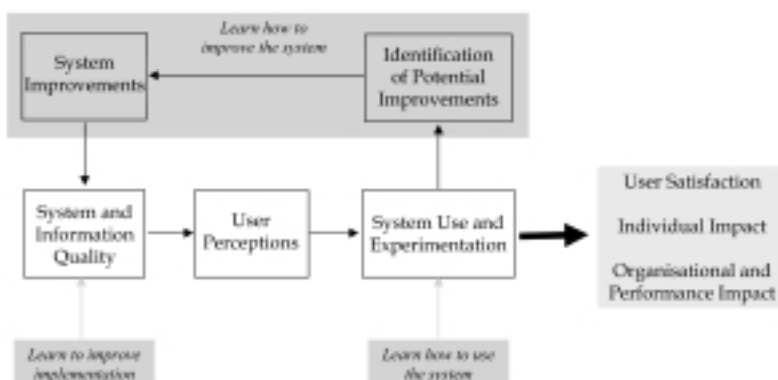 Learn how to
improve the system
System
Improvements
Identification
of Potential
Improvements
System and
Information
Quality
User
Perceptions
System Use and
Experimentation
User Satisfaction
Individual Impact
Organisational and
Performance Impact
Learn to improve
implementation
Learn how to use
the system